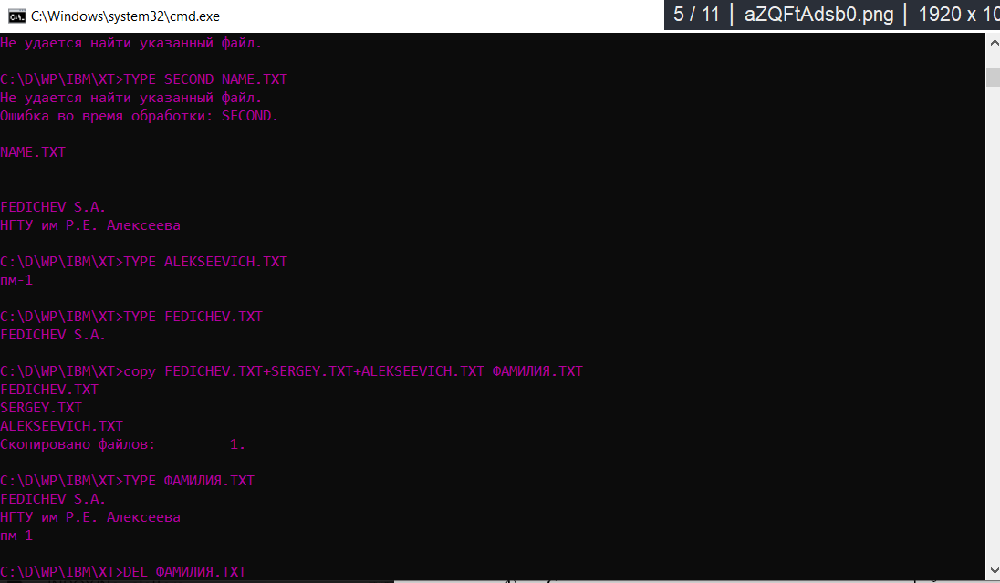 C:\Windows\system32\cmd.exe
5 / 11 | aZQFtAdsb0.png | 1920 x 10
Не удается найти указанный файл.
C:\D\WP\IBM\XT>TYPE SECOND NAME.TXT
Не удается найти указанный файл.
Ошибка во время обработки: SECOND.
NAME.TXT
FEDICHEV S.A.
НГТУ им Р.Е. Алексеева
C:\D\WP\IBM\XT>TYPE ALEKSEEVICH.TXT
пм-1
C:\D\WP\IBM\XT>TYPE FEDICHEV.TXT
FEDICHEV S.A.
C:\D\WP\IBM\XT>copy FEDICHEV.TXT+SERGEY.TXT+ALEKSEEVICH.TXT ФАМИЛИЯ.TXT
FEDICHEV.TXT
SERGEY.TXT
ALEKSEEVICH.TXT
Скопировано файлов:         1.
C:\D\WP\IBM\XT>TYPE ФАМИЛИЯ.TXT
FEDICHEV S.A.
НГТУ им Р.Е. Алексеева
пм-1
C:\D\WP\IBM\XT>DEL ФАМИЛИЯ.TXT